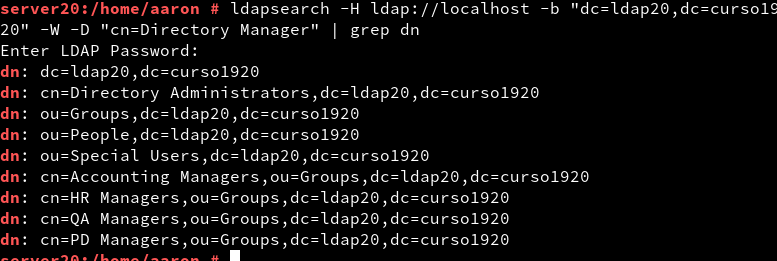 server20:/home/aaron # ldapsearch -H ldap://localhost -b "dc=ldap20,dc=curso19
20" -W -D "cn=Directory Manager" | grep dn
Enter LDAP Password:
dn: dc=ldap20,dc=curso1920
dn: cn=Directory Administrators,dc=ldap20,dc=curso1920
dn: ou=Groups,dc=ldap20,dc=curso1920
dn: ou=People,dc=ldap20,dc=curso1920
dn: ou=Special Users,dc=ldap20,dc=curso1920
dn: cn=Accounting Managers,ou=Groups,dc=ldap20,dc=curso1920
dn: cn=HR Managers,ou=Groups,dc=ldap20,dc=curso1920
dn: cn=QA Managers,ou=Groups,dc=ldap20,dc=curso1920
dn: cn=PD Managers,ou=Groups,dc=ldap20,dc=curso1920
server20:/home/aaron #